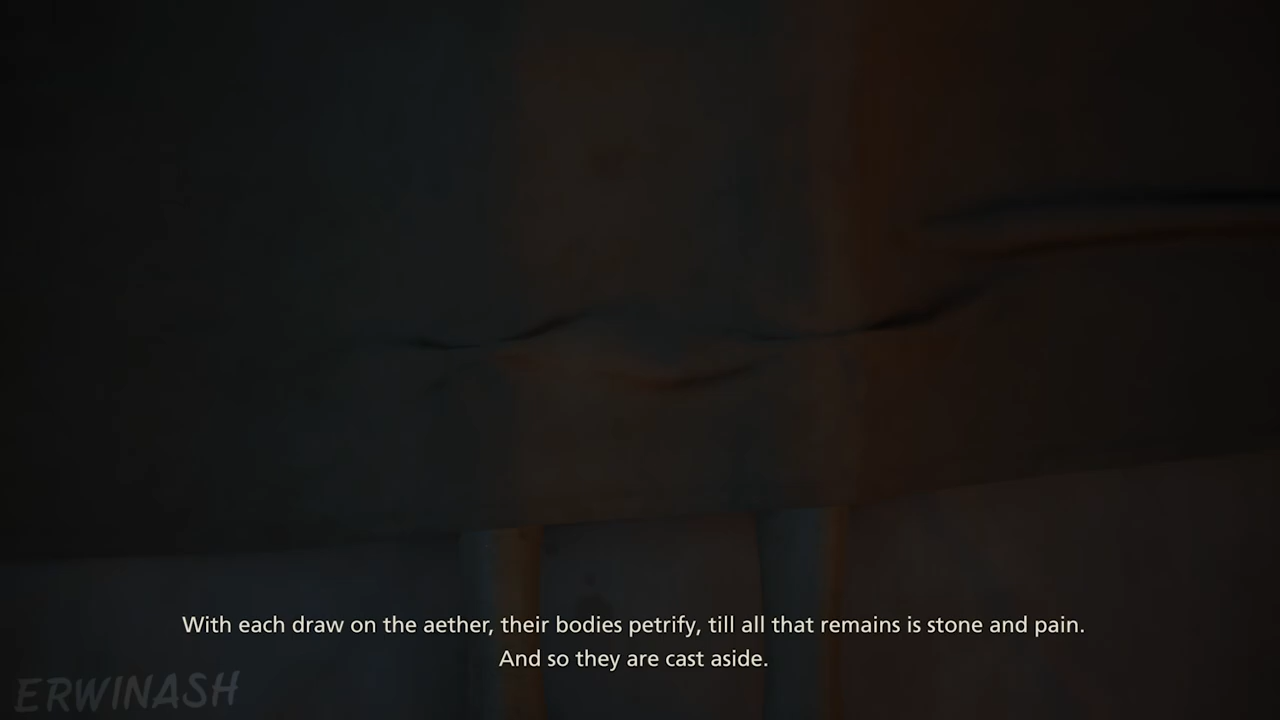 With each draw on the aether, their bodies petrify, till all that remains is stone and pain.
And so they are cast aside.
ERWINASH